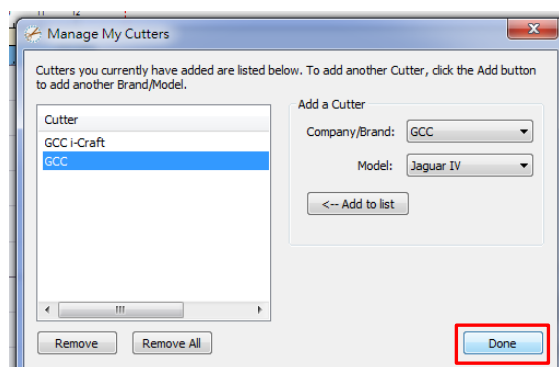 Manage My Cutters
Cutters you currently have added are listed below. To add another Cutter, click the Add button
to add another Brand/Model.
Cutter
GCC i-Craft
GCC
Add a Cutter
Company/Brand: GCC
Model: Jaguar IV
<-- Add to list
Remove
Remove All
Done